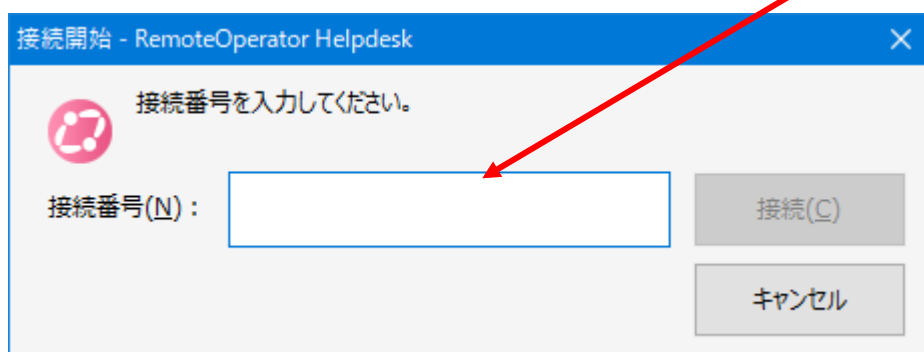 接続開始 - RemoteOperator Helpdesk
接続番号を入力してください。
接続番号(N)：
接続(C)
キャンセル